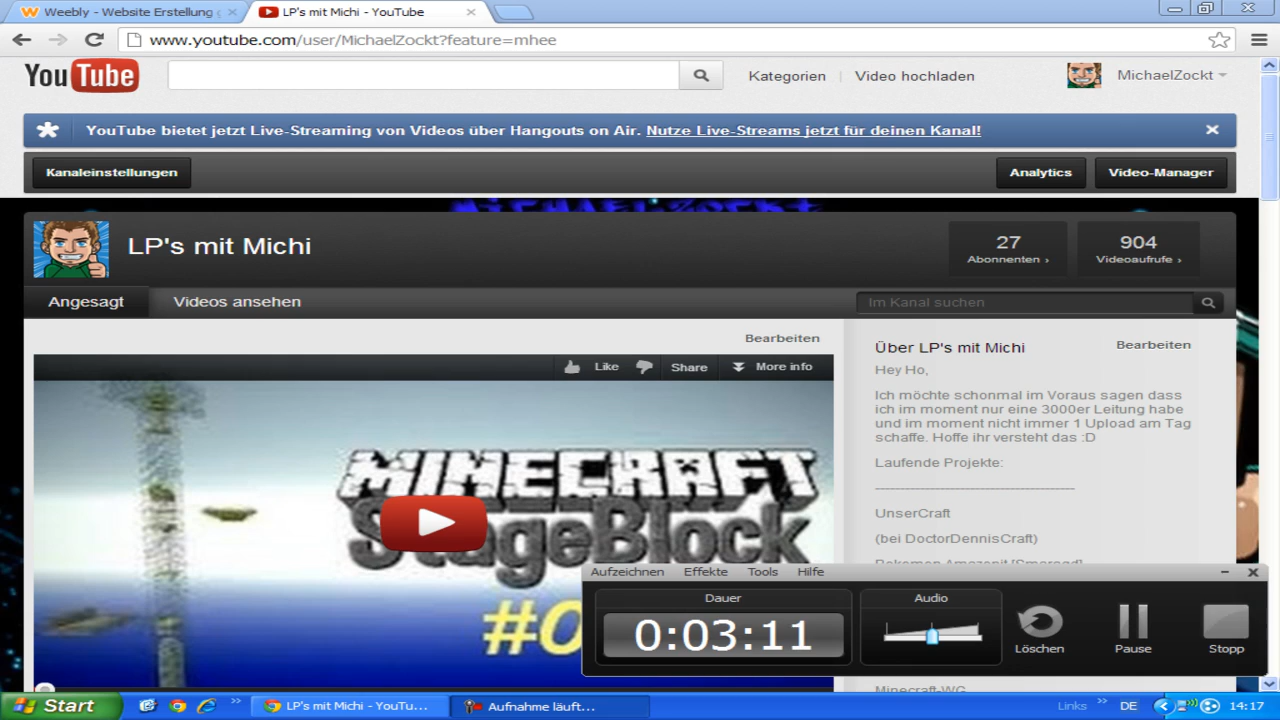 Weebly - Website Erstellung g
LP's mit Michi - YouTube
www.youtube.com/user/MichaelZockt?feature=mhee
YouTube
Kategorien
Video hochladen
MichaelZockt
YouTube bietet jetzt Live-Streaming von Videos über Hangouts on Air. Nutze Live-Streams jetzt für deinen Kanal!
Kanaleinstellungen
Analytics
Video-Manager
LP's mit Michi
27
Abonnenten ›
904
Videoaufrufe ›
Angesagt
Videos ansehen
Im Kanal suchen
Bearbeiten
Like
Share
More info
MINECRAFT
StageBlock
#0
Über LP's mit Michi
Bearbeiten
Hey Ho,
Ich möchte schonmal im Voraus sagen dass
ich im moment nur eine 3000er Leitung habe
und im moment nicht immer 1 Upload am Tag
schaffe. Hoffe ihr versteht das :D
Laufende Projekte:
----------------------------------------
UnserCraft
(bei DoctorDennisCraft)
Aufzeichnen
Effekte
Tools
Hilfe
Dauer
0:03:11
Audio
Löschen
Pause
Stopp
Minecraft-WG
Start
LP's mit Michi - YouTu...
Aufnahme läuft...
Links
DE
14:17